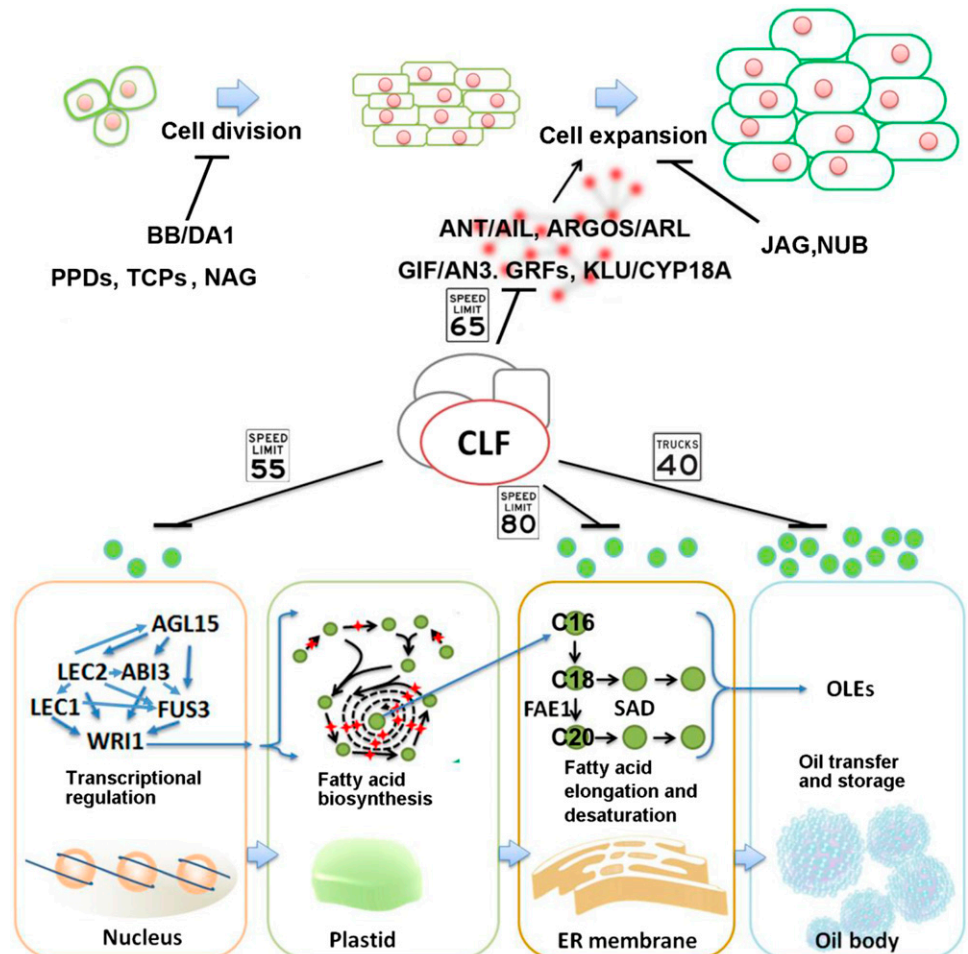 Cell division
Cell expansion
BB/DA1
PPDs, TCPs , NAG
ANT/AIL, ARGOS/ARL
GIF/AN3. GRFs, KLU/CYP18A
JAG,NUB
SPEED
LIMIT
65
CLF
SPEED
LIMIT
55
SPEED
LIMIT
80
TRUCKS
40
AGL15
LEC2
ABI3
LEC1
FUS3
WRI1
Transcriptional
regulation
Nucleus
Fatty acid
biosynthesis
Plastid
C16
C18
FAE1
SAD
C20
Fatty acid
elongation and
desaturation
ER membrane
OLEs
Oil transfer
and storage
Oil body